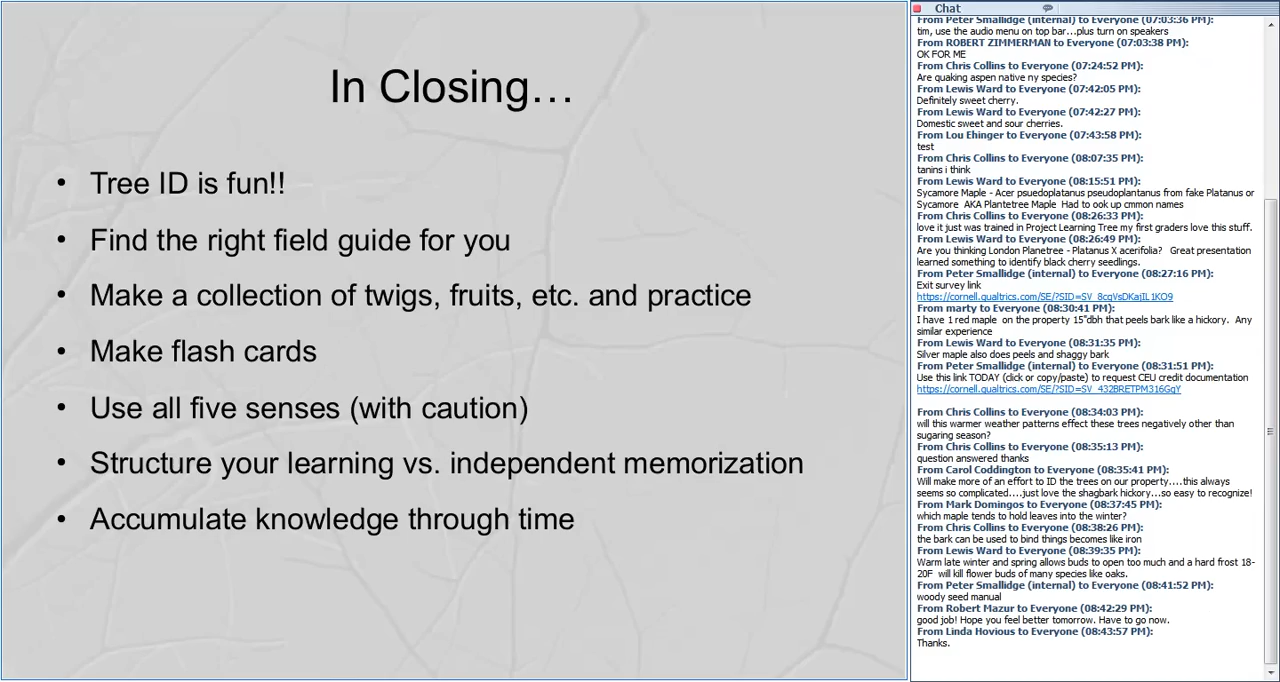 In Closing…
• Tree ID is fun!!
• Find the right field guide for you
• Make a collection of twigs, fruits, etc. and practice
• Make flash cards
• Use all five senses (with caution)
• Structure your learning vs. independent memorization
• Accumulate knowledge through time
Chat
From Peter Smallidge (internal) to Everyone (07:03:36 PM):
tim, use the audio menu on top bar...plus turn on speakers
From ROBERT ZIMMERMAN to Everyone (07:03:38 PM):
OK FOR ME
From Chris Collins to Everyone (07:24:52 PM):
Are quaking aspen native ny species?
From Lewis Ward to Everyone (07:42:05 PM):
Definitely sweet cherry.
From Lewis Ward to Everyone (07:42:27 PM):
Domestic sweet and sour cherries.
From Lou Ehinger to Everyone (07:43:58 PM):
test
From Chris Collins to Everyone (08:07:35 PM):
tanins i think
From Lewis Ward to Everyone (08:15:51 PM):
Sycamore Maple - Acer psuedoplatanus pseudoplantanus from fake Platanus or
Sycamore AKA Plantetree Maple Had to ook up cmmon names
From Chris Collins to Everyone (08:26:33 PM):
love it just was trained in Project Learning Tree my first graders love this stuff.
From Lewis Ward to Everyone (08:26:49 PM):
Are you thinking London Planetree - Platanus X acerifolia? Great presentation
learned something to identify black cherry seedlings.
From Peter Smallidge (internal) to Everyone (08:27:16 PM):
Exit survey link
https://cornell.qualtrics.com/SE/?SID=SV_8cgVsDKajIL1KO9
From marty to Everyone (08:30:41 PM):
I have 1 red maple on the property 15"dbh that peels bark like a hickory. Any
similar experience
From Lewis Ward to Everyone (08:31:35 PM):
Silver maple also does peels and shaggy bark
From Peter Smallidge (internal) to Everyone (08:31:51 PM):
Use this link TODAY (click or copy/paste) to request CEU credit documentation
https://cornell.qualtrics.com/SE/?SID=SV_432BRETPM316GqY
From Chris Collins to Everyone (08:34:03 PM):
will this warmer weather patterns effect these trees negatively other than
sugaring season?
From Chris Collins to Everyone (08:35:13 PM):
question answered thanks
From Carol Coddington to Everyone (08:35:41 PM):
Will make more of an effort to ID the trees on our property....this always
seems so complicated....just love the shagbark hickory...so easy to recognize!
From Mark Domingos to Everyone (08:37:45 PM):
which maple tends to hold leaves into the winter?
From Chris Collins to Everyone (08:38:26 PM):
the bark can be used to bind things becomes like iron
From Lewis Ward to Everyone (08:39:35 PM):
Warm late winter and spring allows buds to open too much and a hard frost 18-
20F will kill flower buds of many species like oaks.
From Peter Smallidge (internal) to Everyone (08:41:52 PM):
woody seed manual
From Robert Mazur to Everyone (08:42:29 PM):
good job! Hope you feel better tomorrow. Have to go now.
From Linda Hovious to Everyone (08:43:57 PM):
Thanks.